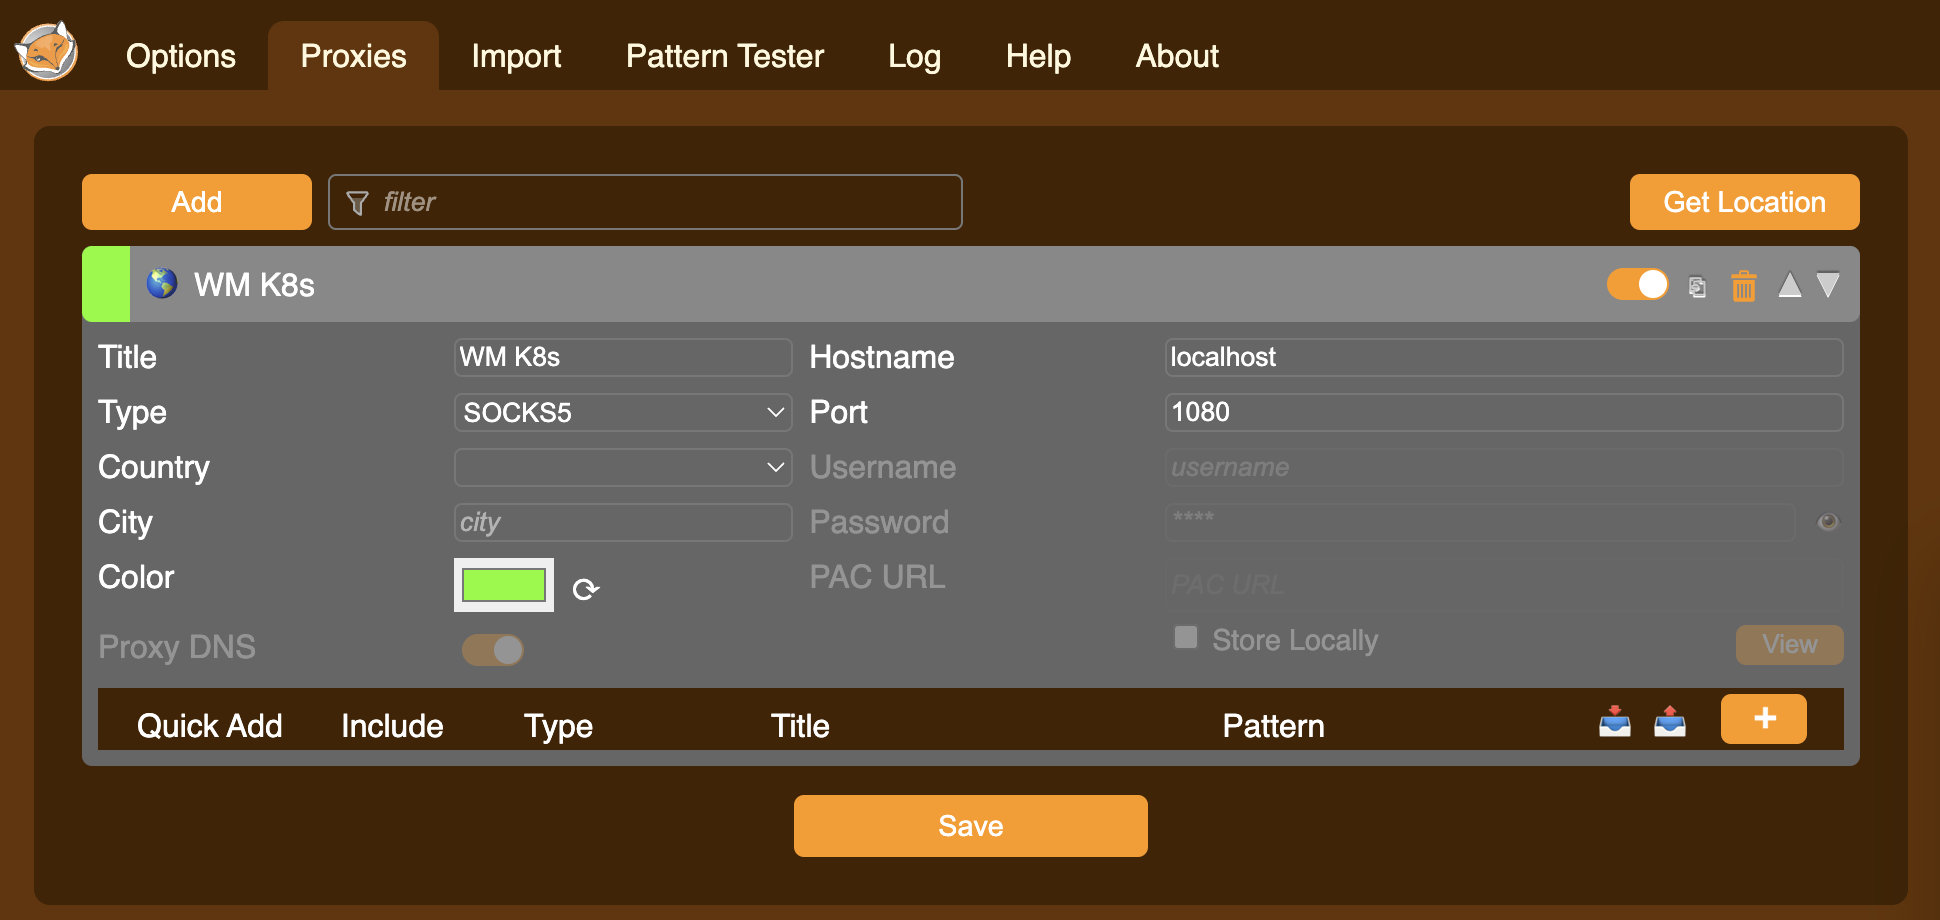 Options Proxies Import Pattern Tester Log Help About
Add filter Get Location
WM K8s
Title WM K8s Hostname localhost
Type SOCKS5 Port 1080
Country Username username
City city Password ****
Color PAC URL PAC URL
Proxy DNS Store Locally View
Quick Add Include Type Title Pattern +
Save